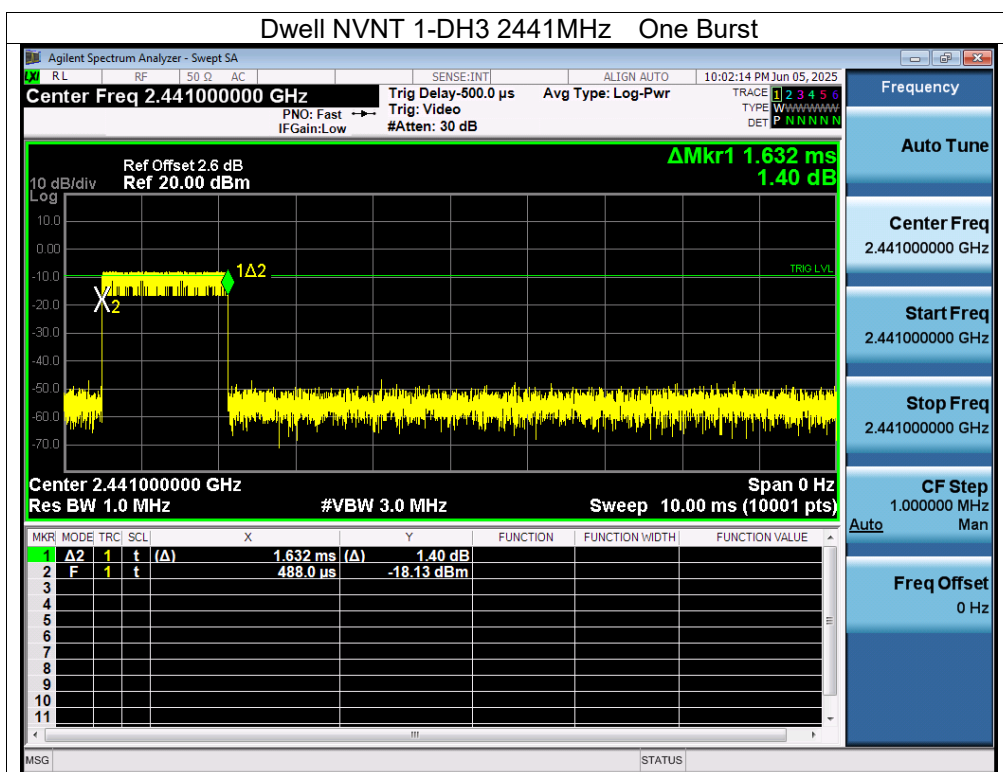 Dwell NVNT 1-DH3 2441MHz One Burst
Agilent Spectrum Analyzer - Swept SA
LXI RL RF 50 Ω AC SENSE:INT ALIGN AUTO 10:02:14 PM Jun 05, 2025
Center Freq 2.441000000 GHz
PNO: Fast
IFGain:Low
Trig Delay-500.0 µs
Trig: Video
#Atten: 30 dB
Avg Type: Log-Pwr
TRACE 1 2 3 4 5 6
TYPE WWWWWW
DET P N N N N N
Frequency
Auto Tune
Center Freq
2.441000000 GHz
Start Freq
2.441000000 GHz
Stop Freq
2.441000000 GHz
CF Step
1.000000 MHz
Auto Man
Freq Offset
0 Hz
ΔMkr1 1.632 ms
1.40 dB
Ref Offset 2.6 dB
10 dB/div Ref 20.00 dBm
Log
10.0
0.00
-10.0
-20.0
-30.0
-40.0
-50.0
-60.0
-70.0
1Δ2
X2
TRIG LVL
Center 2.441000000 GHz Span 0 Hz
Res BW 1.0 MHz #VBW 3.0 MHz Sweep 10.00 ms (10001 pts)
MKR MODE TRC SCL X Y FUNCTION FUNCTION WIDTH FUNCTION VALUE
1 Δ2 1 t (Δ) 1.632 ms (Δ) 1.40 dB
2 F 1 t 488.0 µs -18.13 dBm
3
4
5
6
7
8
9
10
11
MSG STATUS